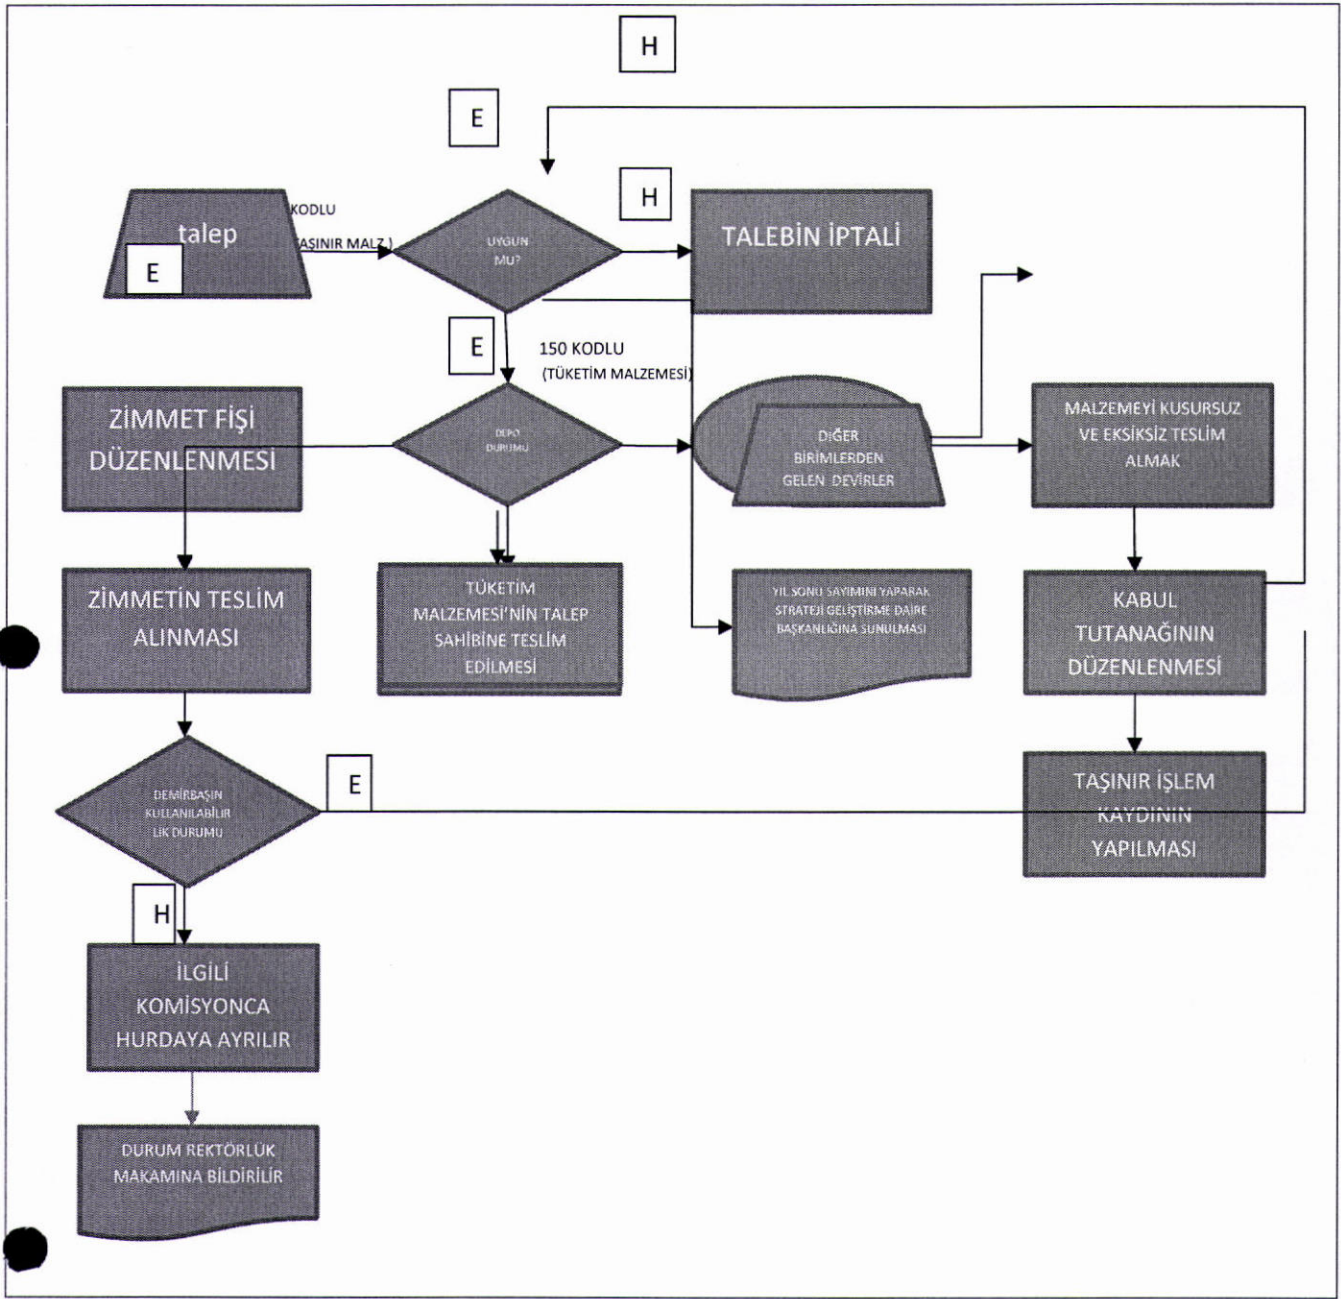 H
E
H
talep
KODLU
AŞINIR MALZ.)
E
UYGUN
MU?
TALEBİN İPTALİ
E
150 KODLU
(TÜKETİM MALZEMESİ)
ZİMMET FİŞİ
DÜZENLENMESİ
DEPO
DURUMU
DİĞER
BİRİMLERDEN
GELEN DEVİRLER
MALZEMEYİ KUSURSUZ
VE EKSİKSİZ TESLİM
ALMAK
ZİMMETİN TESLİM
ALINMASI
TÜKETİM
MALZEMESİ'NİN TALEP
SAHİBİNE TESLİM
EDİLMESİ
YIL SONU SAYIMINI YAPARAK
STRATEJİ GELİŞTİRME DAİRE
BAŞKANLIĞINA SUNULMASI
KABUL
TUTANAĞININ
DÜZENLENMESİ
DEMİRBAŞIN
KULLANILABİLİR
LİK DURUMU
E
TAŞINIR İŞLEM
KAYDININ
YAPILMASI
H
İLGİLİ
KOMİSYONCA
HURDAYA AYRILIR
DURUM REKTÖRLÜK
MAKAMINA BİLDİRİLİR